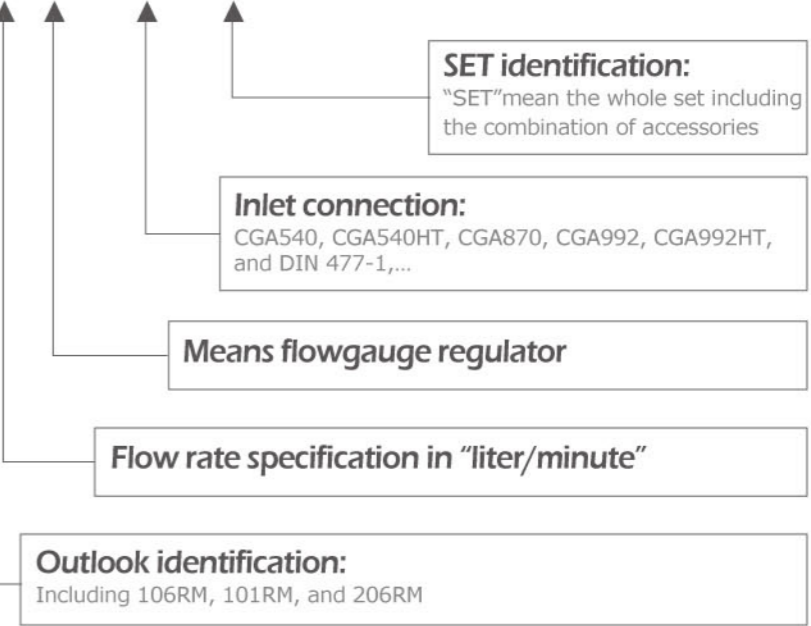 SET identification:
“SET”mean the whole set including
the combination of accessories
Inlet connection:
CGA540, CGA540HT, CGA870, CGA992, CGA992HT,
and DIN 477-1,...
Means flowgauge regulator
Flow rate specification in “liter/minute”
Outlook identification:
Including 106RM, 101RM, and 206RM